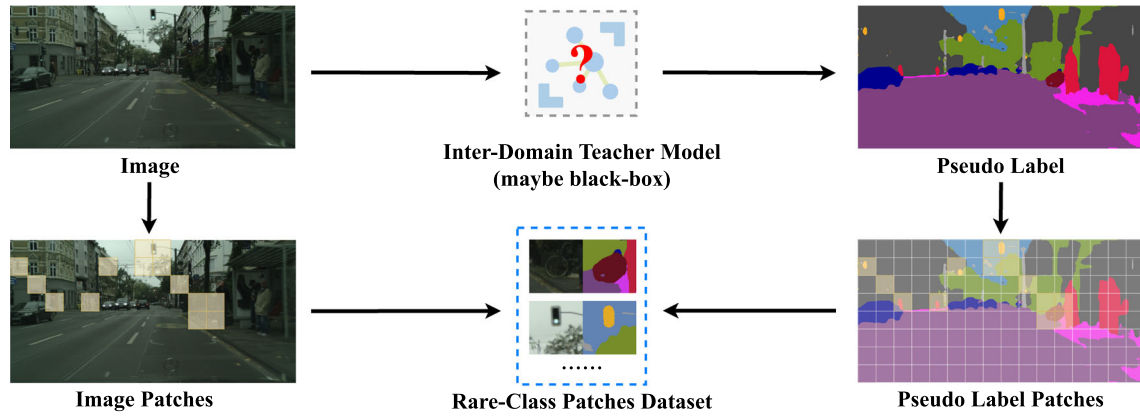 ?
Image
Inter-Domain Teacher Model
(maybe black-box)
Pseudo Label
Image Patches
......
Rare-Class Patches Dataset
Pseudo Label Patches